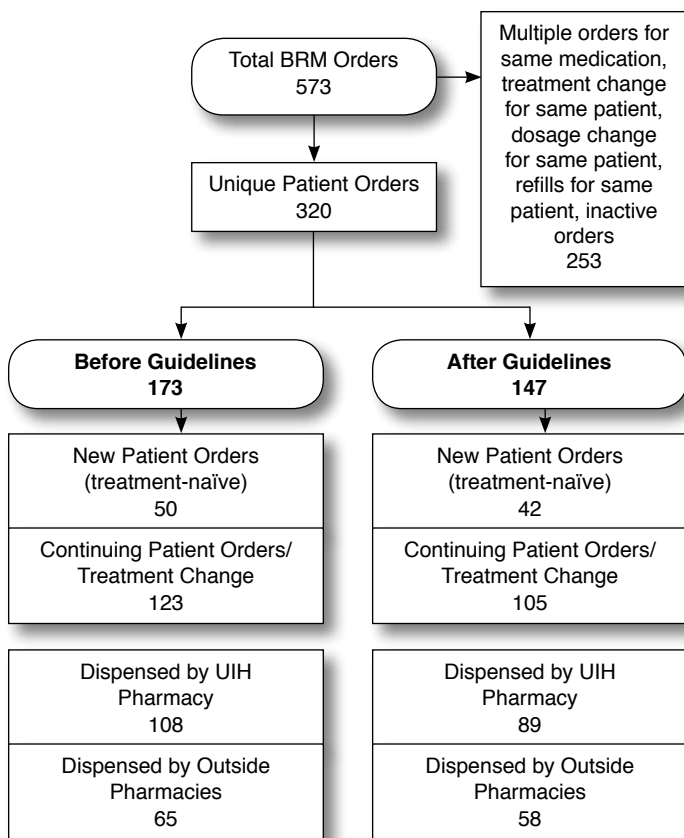 Total BRM Orders
573
Multiple orders for
same medication,
treatment change
for same patient,
dosage change
for same patient,
refills for same
patient, inactive
orders
253
Unique Patient Orders
320
Before Guidelines
173
After Guidelines
147
New Patient Orders
(treatment-naïve)
50
Continuing Patient Orders/
Treatment Change
123
New Patient Orders
(treatment-naïve)
42
Continuing Patient Orders/
Treatment Change
105
Dispensed by UIH
Pharmacy
108
Dispensed by Outside
Pharmacies
65
Dispensed by UIH
Pharmacy
89
Dispensed by Outside
Pharmacies
58